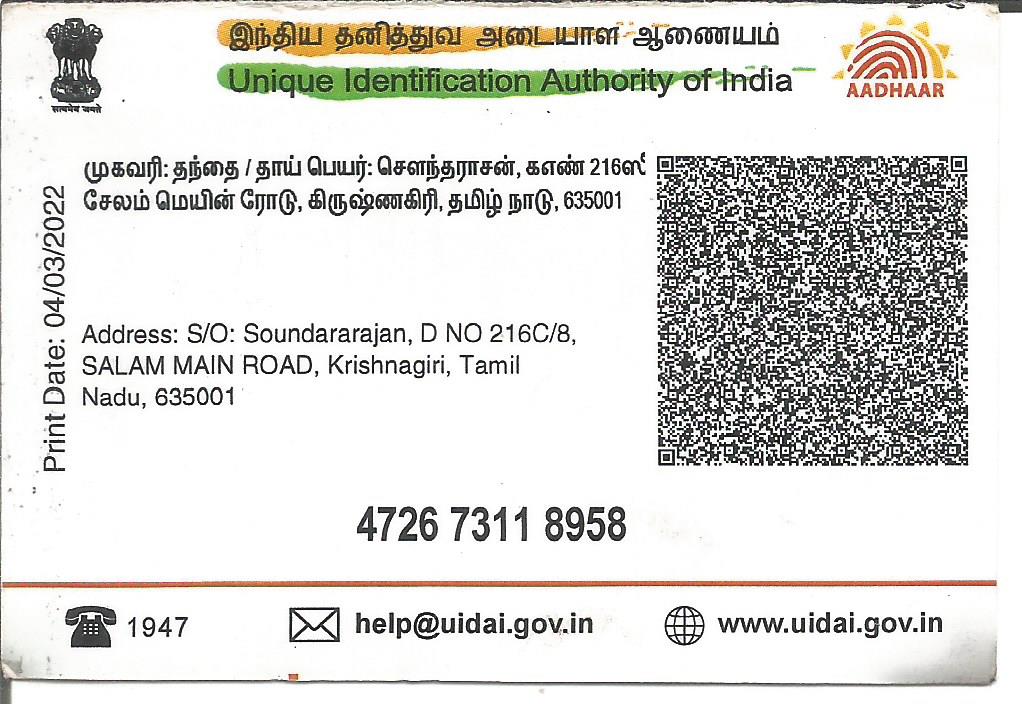 இந்திய தனித்துவ அடையாள ஆணையம்
Unique Identification Authority of India
सत्यमेव जयते
AADHAAR
முகவரி: தந்தை / தாய் பெயர்: சௌந்தராசன், கஎண் 216ஸீ
சேலம் மெயின் ரோடு, கிருஷ்ணகிரி, தமிழ் நாடு, 635001
Print Date: 04/03/2022
Address: S/O: Soundararajan, D NO 216C/8,
SALAM MAIN ROAD, Krishnagiri, Tamil
Nadu, 635001
4726 7311 8958
1947
help@uidai.gov.in
www.uidai.gov.in